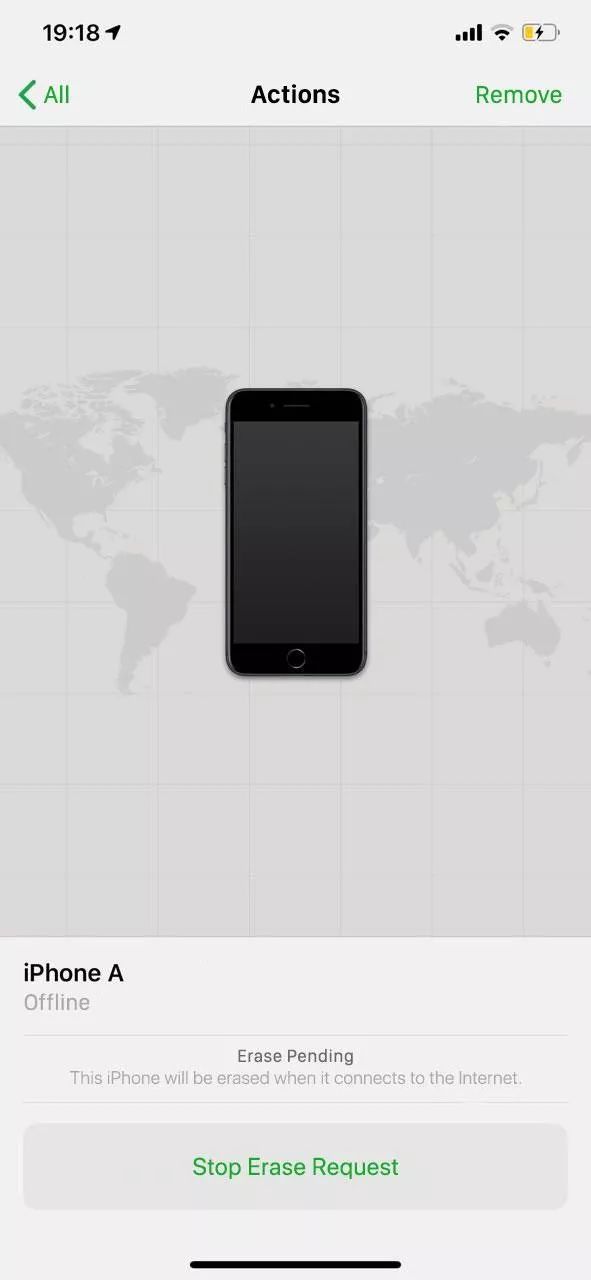 19:18
All
Actions
Remove
iPhone A
Offline
Erase Pending
This iPhone will be erased when it connects to the Internet.
Stop Erase Request